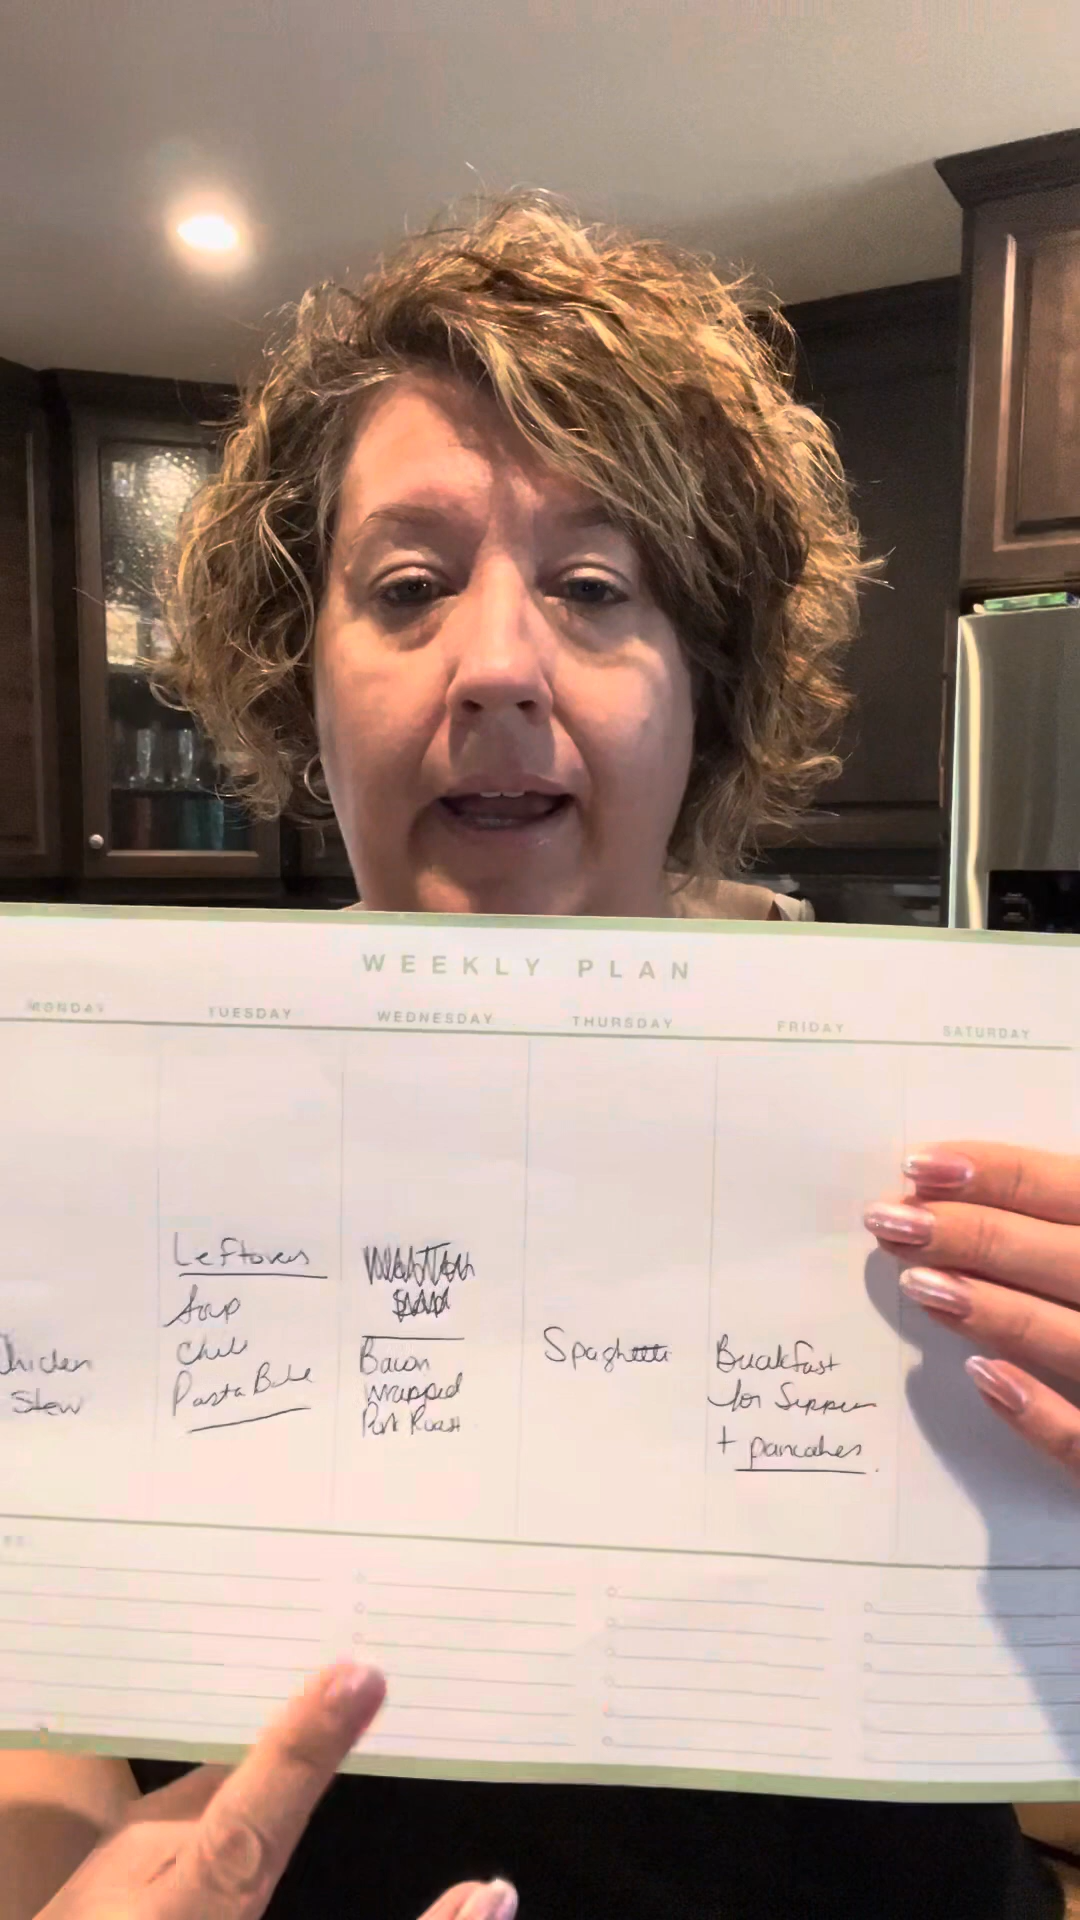 WEEKLY PLAN
MONDAY TUESDAY WEDNESDAY THURSDAY FRIDAY SATURDAY
Chicken
Stew
Leftovers
Soup
Chili
Pasta Bake
Bacon
wrapped
Pork Roast
Spaghetti
Breakfast
for Supper
+ pancakes